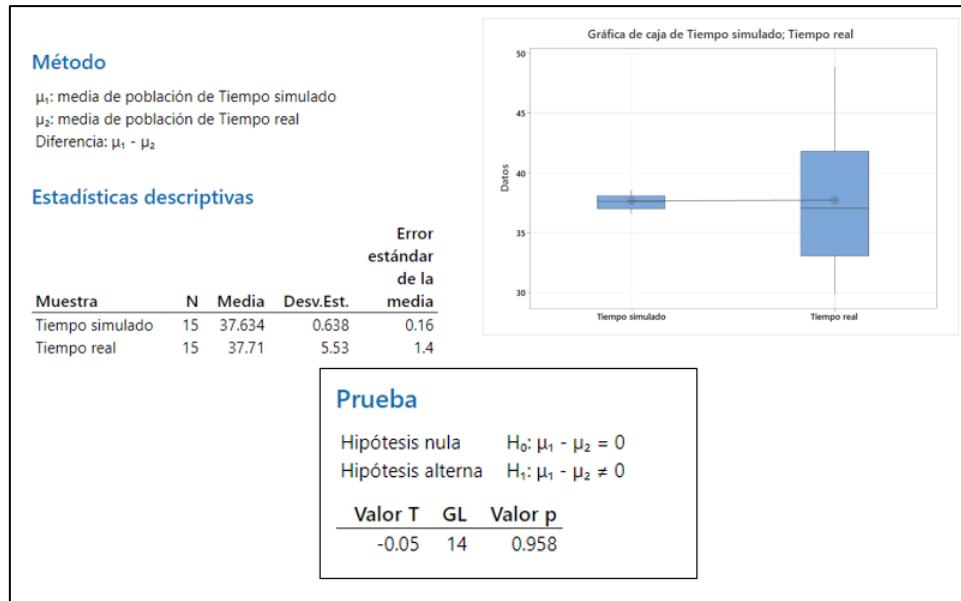 Método
μ₁: media de población de Tiempo simulado
μ₂: media de población de Tiempo real
Diferencia: μ₁ - μ₂
Estadísticas descriptivas
Error
estándar
de la
Muestra N Media Desv.Est. media
Tiempo simulado 15 37.634 0.638 0.16
Tiempo real 15 37.71 5.53 1.4
Gráfica de caja de Tiempo simulado; Tiempo real
50
45
40
35
30
Datos
Tiempo simulado Tiempo real
Prueba
Hipótesis nula H₀: μ₁ - μ₂ = 0
Hipótesis alterna H₁: μ₁ - μ₂ ≠ 0
Valor T GL Valor p
-0.05 14 0.958